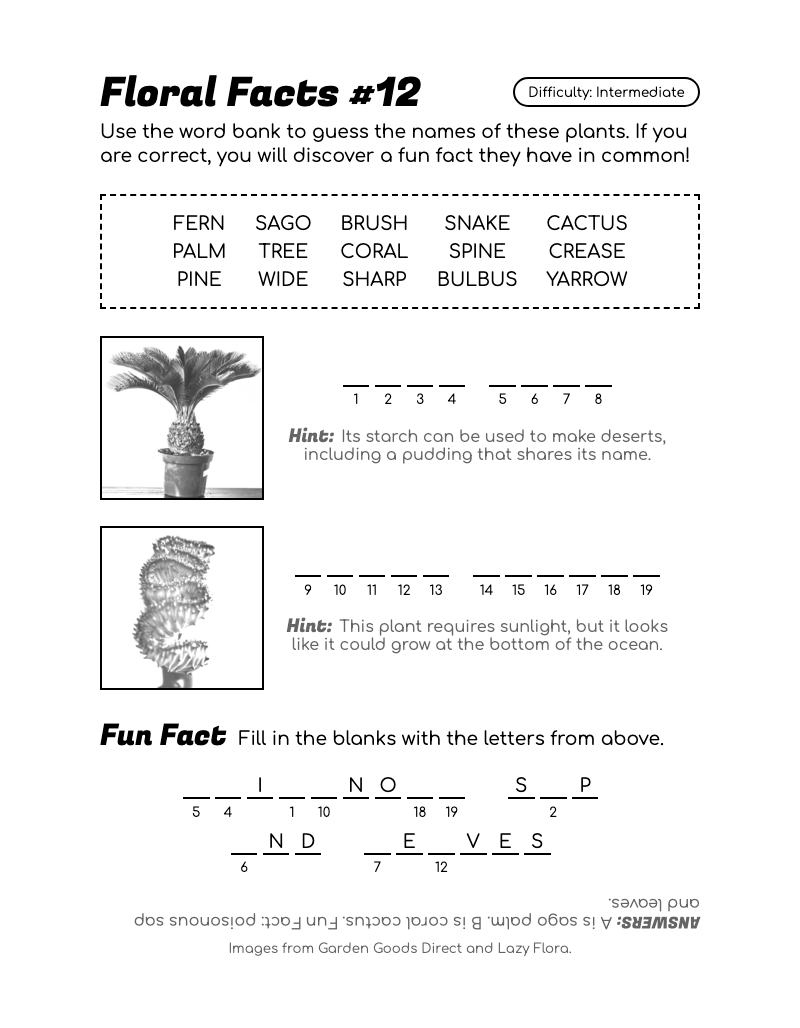 Floral Facts #12
Difficulty: Intermediate
Use the word bank to guess the names of these plants. If you
are correct, you will discover a fun fact they have in common!
FERN SAGO BRUSH SNAKE CACTUS
PALM TREE CORAL SPINE CREASE
PINE WIDE SHARP BULBUS YARROW
1 2 3 4 5 6 7 8
Hint: Its starch can be used to make deserts,
including a pudding that shares its name.
9 10 11 12 13 14 15 16 17 18 19
Hint: This plant requires sunlight, but it looks
like it could grow at the bottom of the ocean.
Fun Fact Fill in the blanks with the letters from above.
I N O S P
5 4 1 10 18 19 2
N D E V E S
6 7 12
ANSWERS: A is sago palm. B is coral cactus. Fun Fact: poisonous sap
and leaves.
Images from Garden Goods Direct and Lazy Flora.